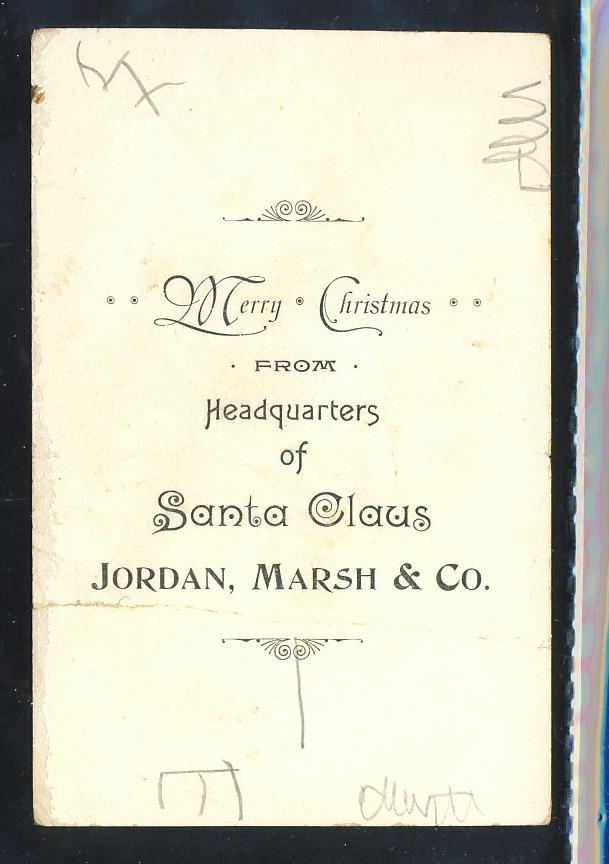 Merry · Christmas
· FROM ·
Headquarters
of
Santa Claus
JORDAN, MARSH & CO.